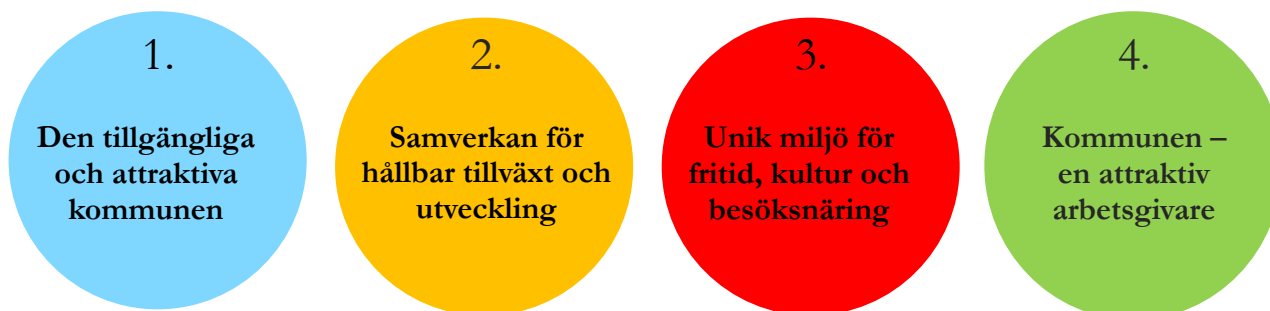 1.
Den tillgängliga
och attraktiva
kommunen
2.
Samverkan för
hållbar tillväxt och
utveckling
3.
Unik miljö för
fritid, kultur och
besöksnäring
4.
Kommunen –
en attraktiv
arbetsgivare